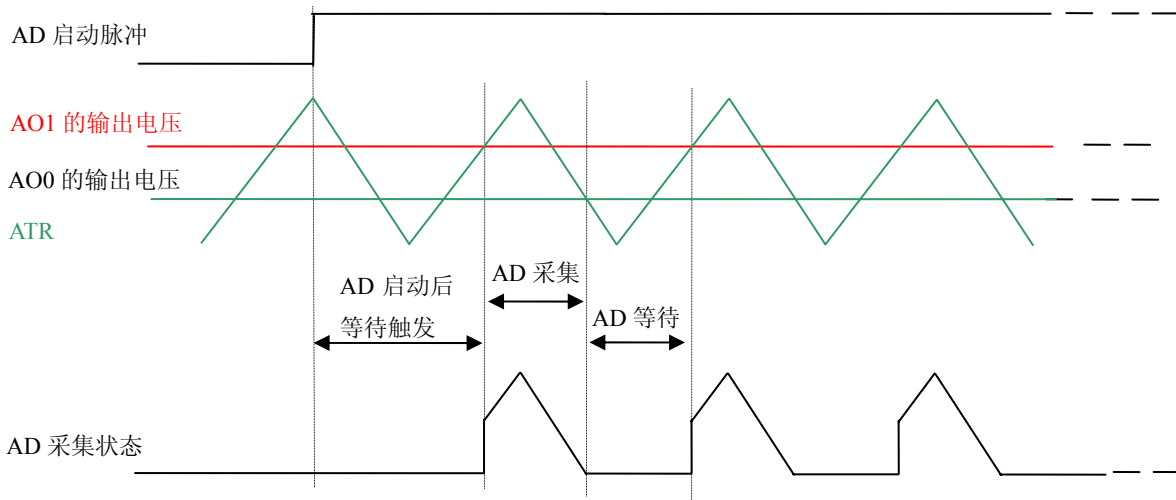 AD 启动脉冲
AO1 的输出电压
AO0 的输出电压
ATR
AD 启动后
等待触发
AD 采集
AD 等待
AD 采集状态